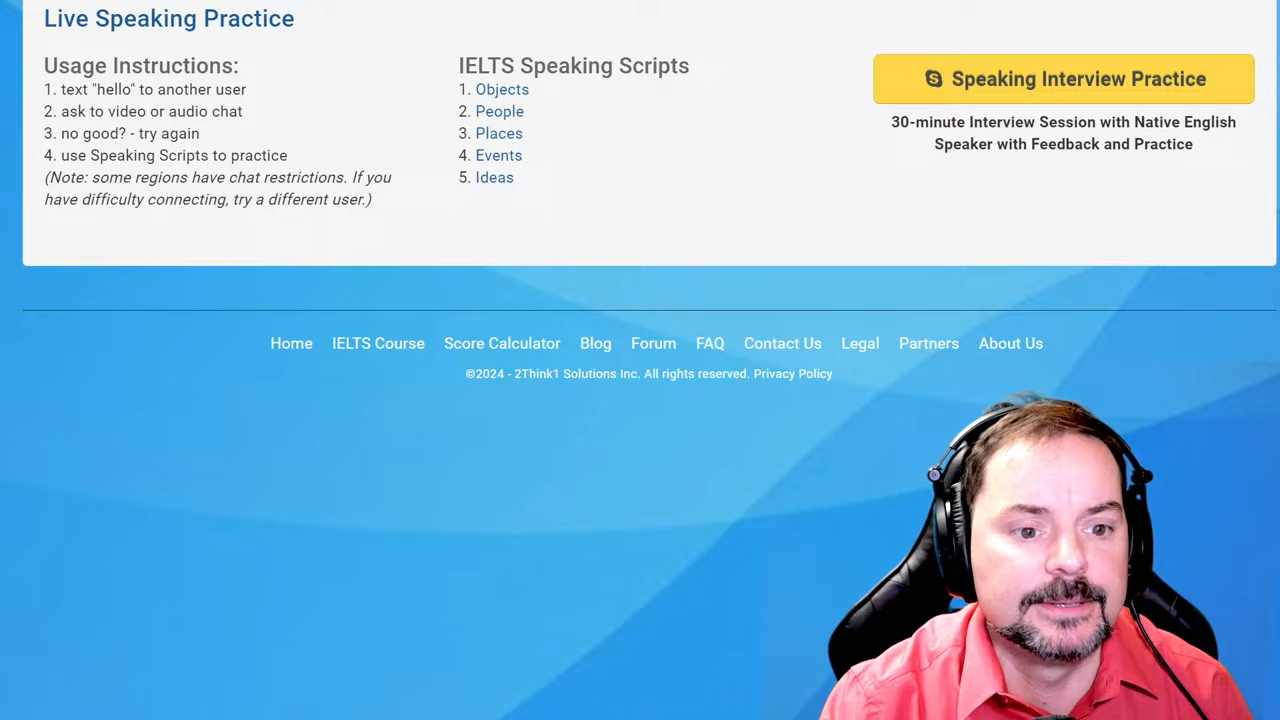 Live Speaking Practice
Usage Instructions:
1. text "hello" to another user
2. ask to video or audio chat
3. no good? - try again
4. use Speaking Scripts to practice
(Note: some regions have chat restrictions. If you
have difficulty connecting, try a different user.)
IELTS Speaking Scripts
1. Objects
2. People
3. Places
4. Events
5. Ideas
Speaking Interview Practice
30-minute Interview Session with Native English
Speaker with Feedback and Practice
Home IELTS Course Score Calculator Blog Forum FAQ Contact Us Legal Partners About Us
©2024 - 2Think1 Solutions Inc. All rights reserved. Privacy Policy